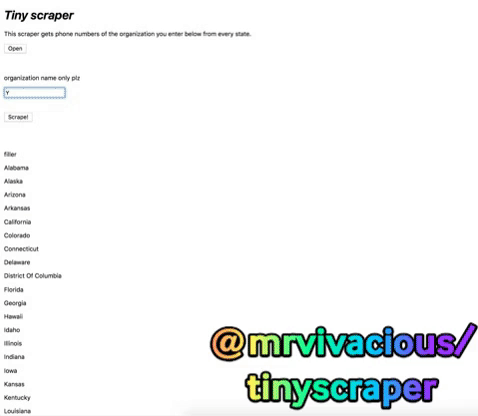 Tiny scraper
This scraper gets phone numbers of the organization you enter below from every state.
Open
organization name only plz
Y
Scrape!
filler
Alabama
Alaska
Arizona
Arkansas
California
Colorado
Connecticut
Delaware
District Of Columbia
Florida
Georgia
Hawaii
Idaho
Illinois
Indiana
Iowa
Kansas
Kentucky
Louisiana
@mrvivacious/
tinyscraper